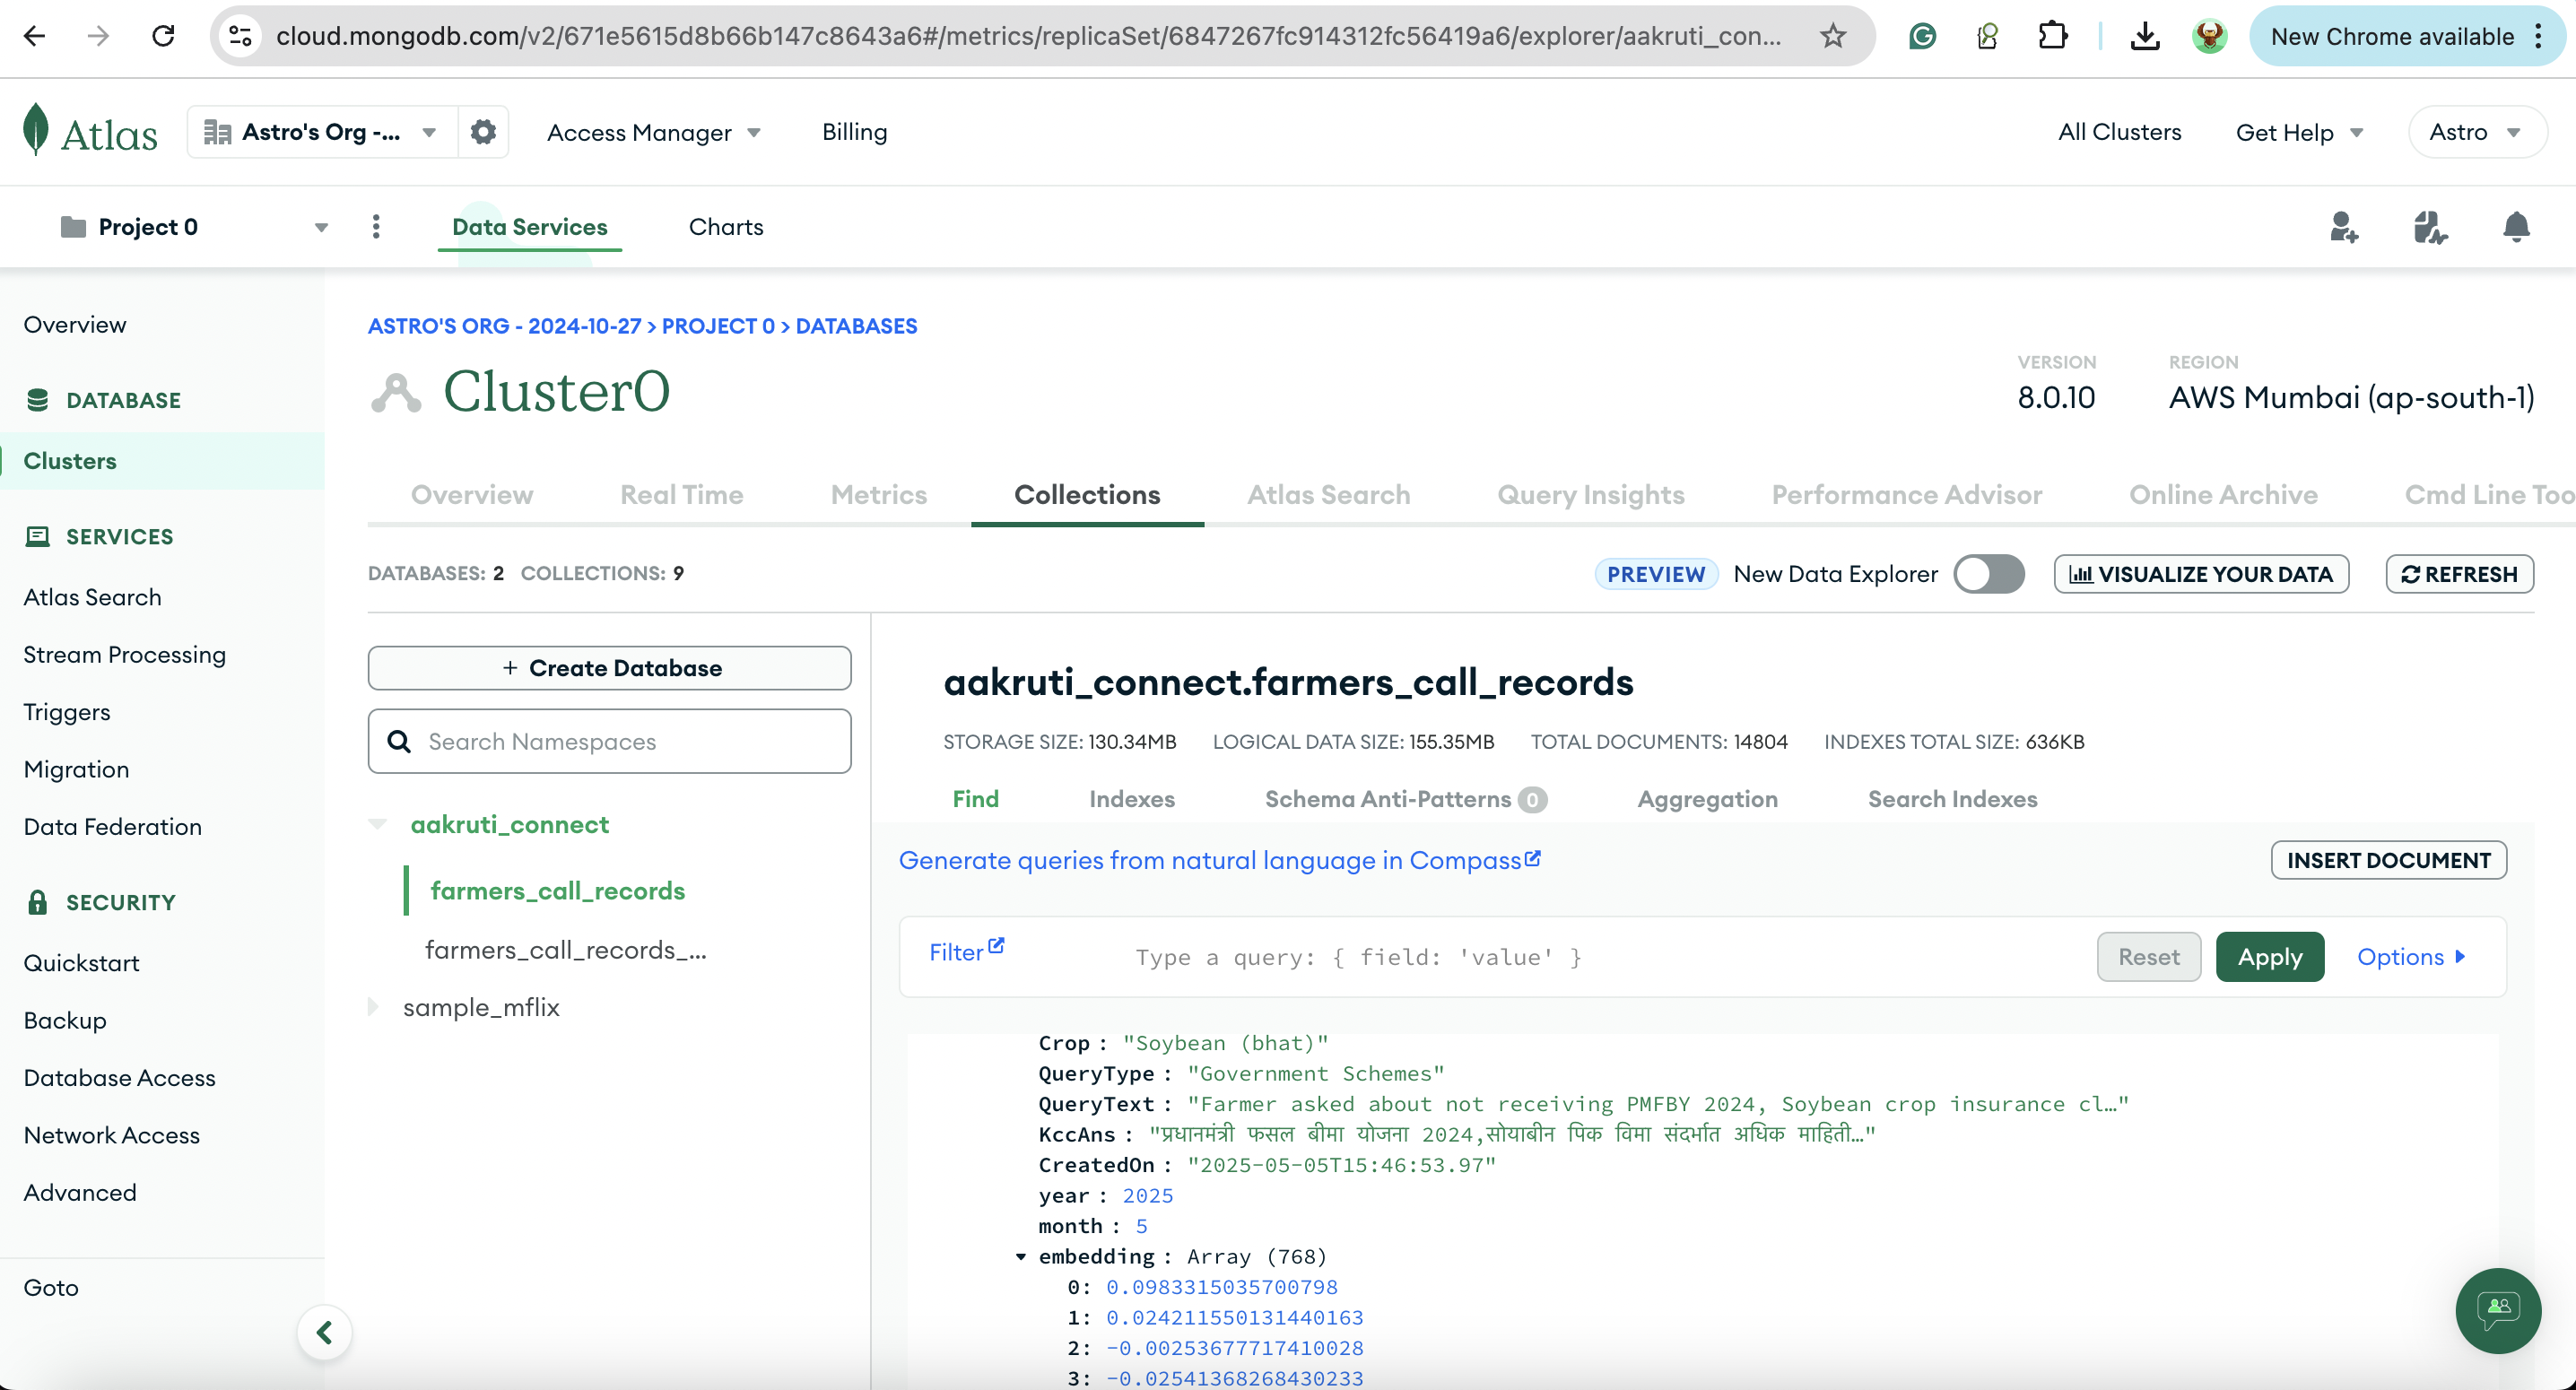 cloud.mongodb.com/v2/671e5615d8b66b147c8643a6#/metrics/replicaSet/6847267fc914312fc56419a6/explorer/aakruti_con...
New Chrome available
Atlas
Astro's Org -...
Access Manager
Billing
All Clusters
Get Help
Astro
Project 0
Data Services
Charts
Overview
DATABASE
Clusters
SERVICES
Atlas Search
Stream Processing
Triggers
Migration
Data Federation
SECURITY
Quickstart
Backup
Database Access
Network Access
Advanced
Goto
ASTRO'S ORG - 2024-10-27 > PROJECT 0 > DATABASES
Cluster0
VERSION
8.0.10
REGION
AWS Mumbai (ap-south-1)
Overview
Real Time
Metrics
Collections
Atlas Search
Query Insights
Performance Advisor
Online Archive
Cmd Line Too
DATABASES: 2 COLLECTIONS: 9
PREVIEW
New Data Explorer
VISUALIZE YOUR DATA
REFRESH
+ Create Database
Search Namespaces
aakruti_connect
farmers_call_records
farmers_call_records_...
sample_mflix
aakruti_connect.farmers_call_records
STORAGE SIZE: 130.34MB LOGICAL DATA SIZE: 155.35MB TOTAL DOCUMENTS: 14804 INDEXES TOTAL SIZE: 636KB
Find
Indexes
Schema Anti-Patterns 0
Aggregation
Search Indexes
Generate queries from natural language in Compass
INSERT DOCUMENT
Filter
Type a query: { field: 'value' }
Reset
Apply
Options
Crop : "Soybean (bhat)"
QueryType : "Government Schemes"
QueryText : "Farmer asked about not receiving PMFBY 2024, Soybean crop insurance cl…"
KccAns : "प्रधानमंत्री फसल बीमा योजना 2024,सोयाबीन पिक विमा संदर्भात अधिक माहिती…"
CreatedOn : "2025-05-05T15:46:53.97"
year : 2025
month : 5
embedding : Array (768)
0: 0.0983315035700798
1: 0.024211550131440163
2: -0.00253677717410028
3: -0.02541368268430233